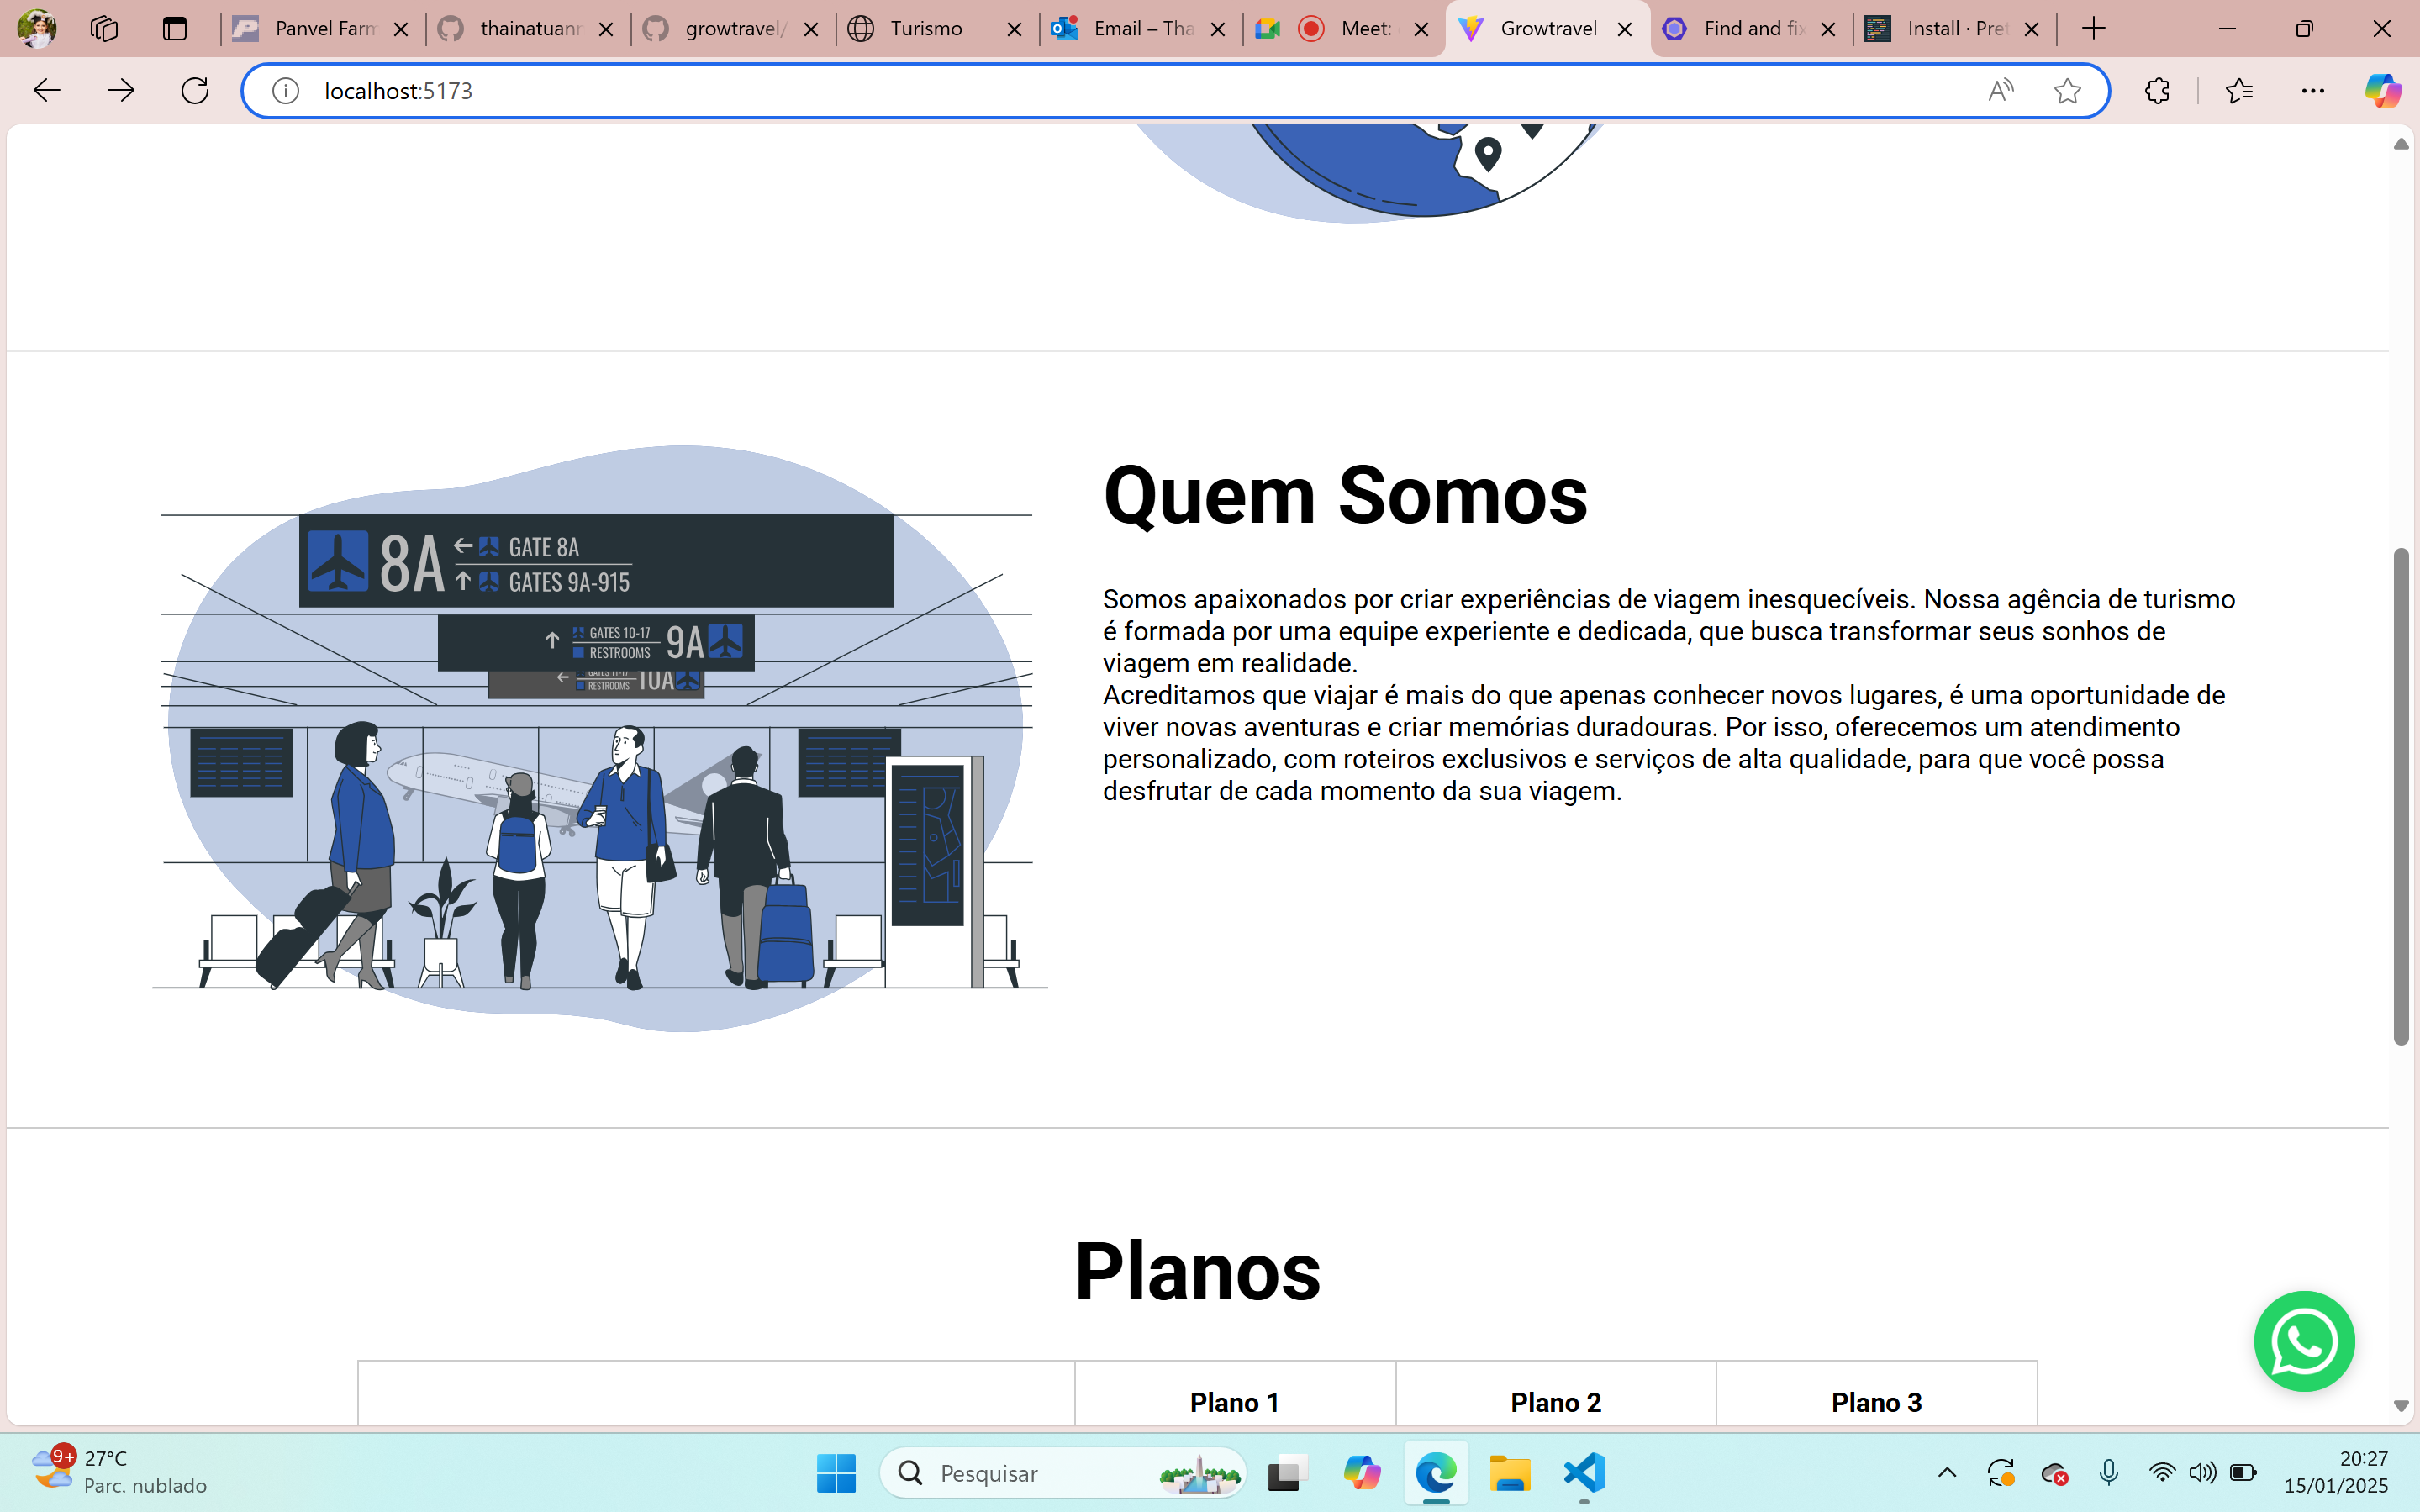 Panvel Farm
thainatuanr
growtravel/
Turismo
Email – Tha
Meet:
Growtravel
Find and fix
Install · Pret
localhost:5173
8A
GATE 8A
GATES 9A-915
GATES 10-17
RESTROOMS
9A
GATES 11-17
RESTROOMS
10A
Quem Somos
Somos apaixonados por criar experiências de viagem inesquecíveis. Nossa agência de turismo
é formada por uma equipe experiente e dedicada, que busca transformar seus sonhos de
viagem em realidade.
Acreditamos que viajar é mais do que apenas conhecer novos lugares, é uma oportunidade de
viver novas aventuras e criar memórias duradouras. Por isso, oferecemos um atendimento
personalizado, com roteiros exclusivos e serviços de alta qualidade, para que você possa
desfrutar de cada momento da sua viagem.
Planos
Plano 1
Plano 2
Plano 3
9+
27°C
Parc. nublado
Pesquisar
20:27
15/01/2025